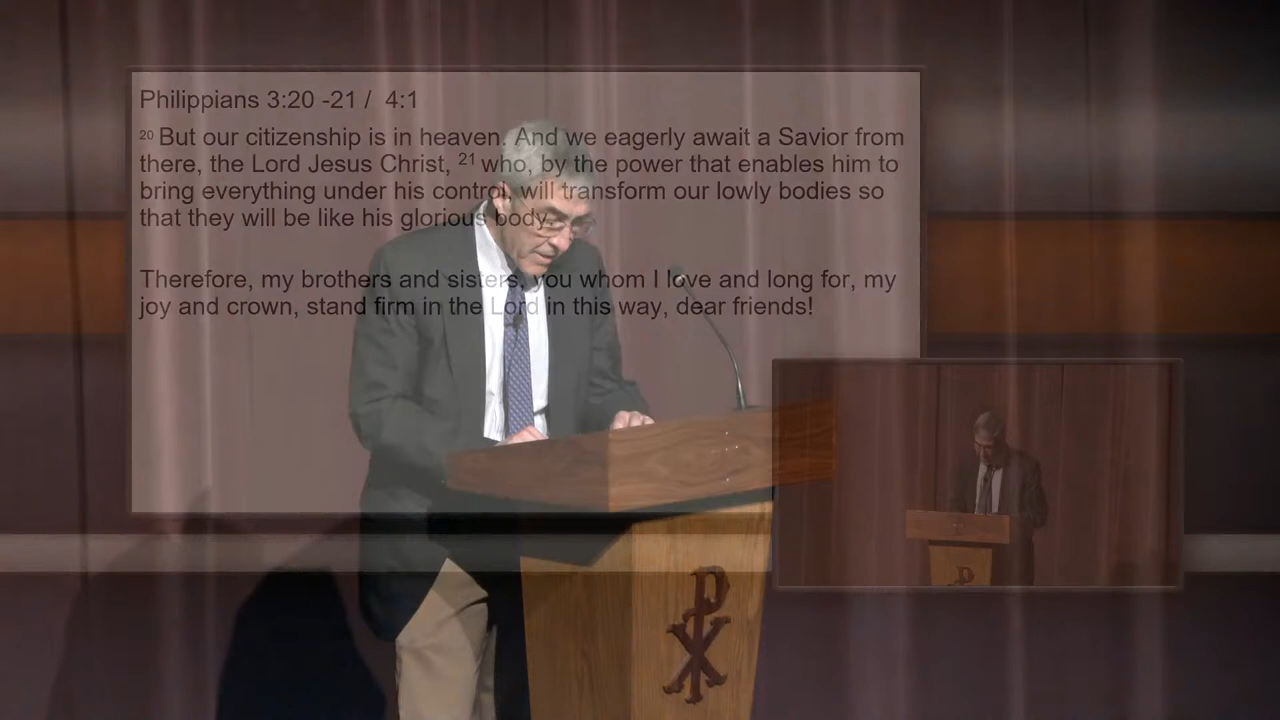 Philippians 3:20 -21 /  4:1
20 But our citizenship is in heaven. And we eagerly await a Savior from
there, the Lord Jesus Christ, 21 who, by the power that enables him to
bring everything under his control, will transform our lowly bodies so
that they will be like his glorious body.
Therefore, my brothers and sisters, you whom I love and long for, my
joy and crown, stand firm in the Lord in this way, dear friends!